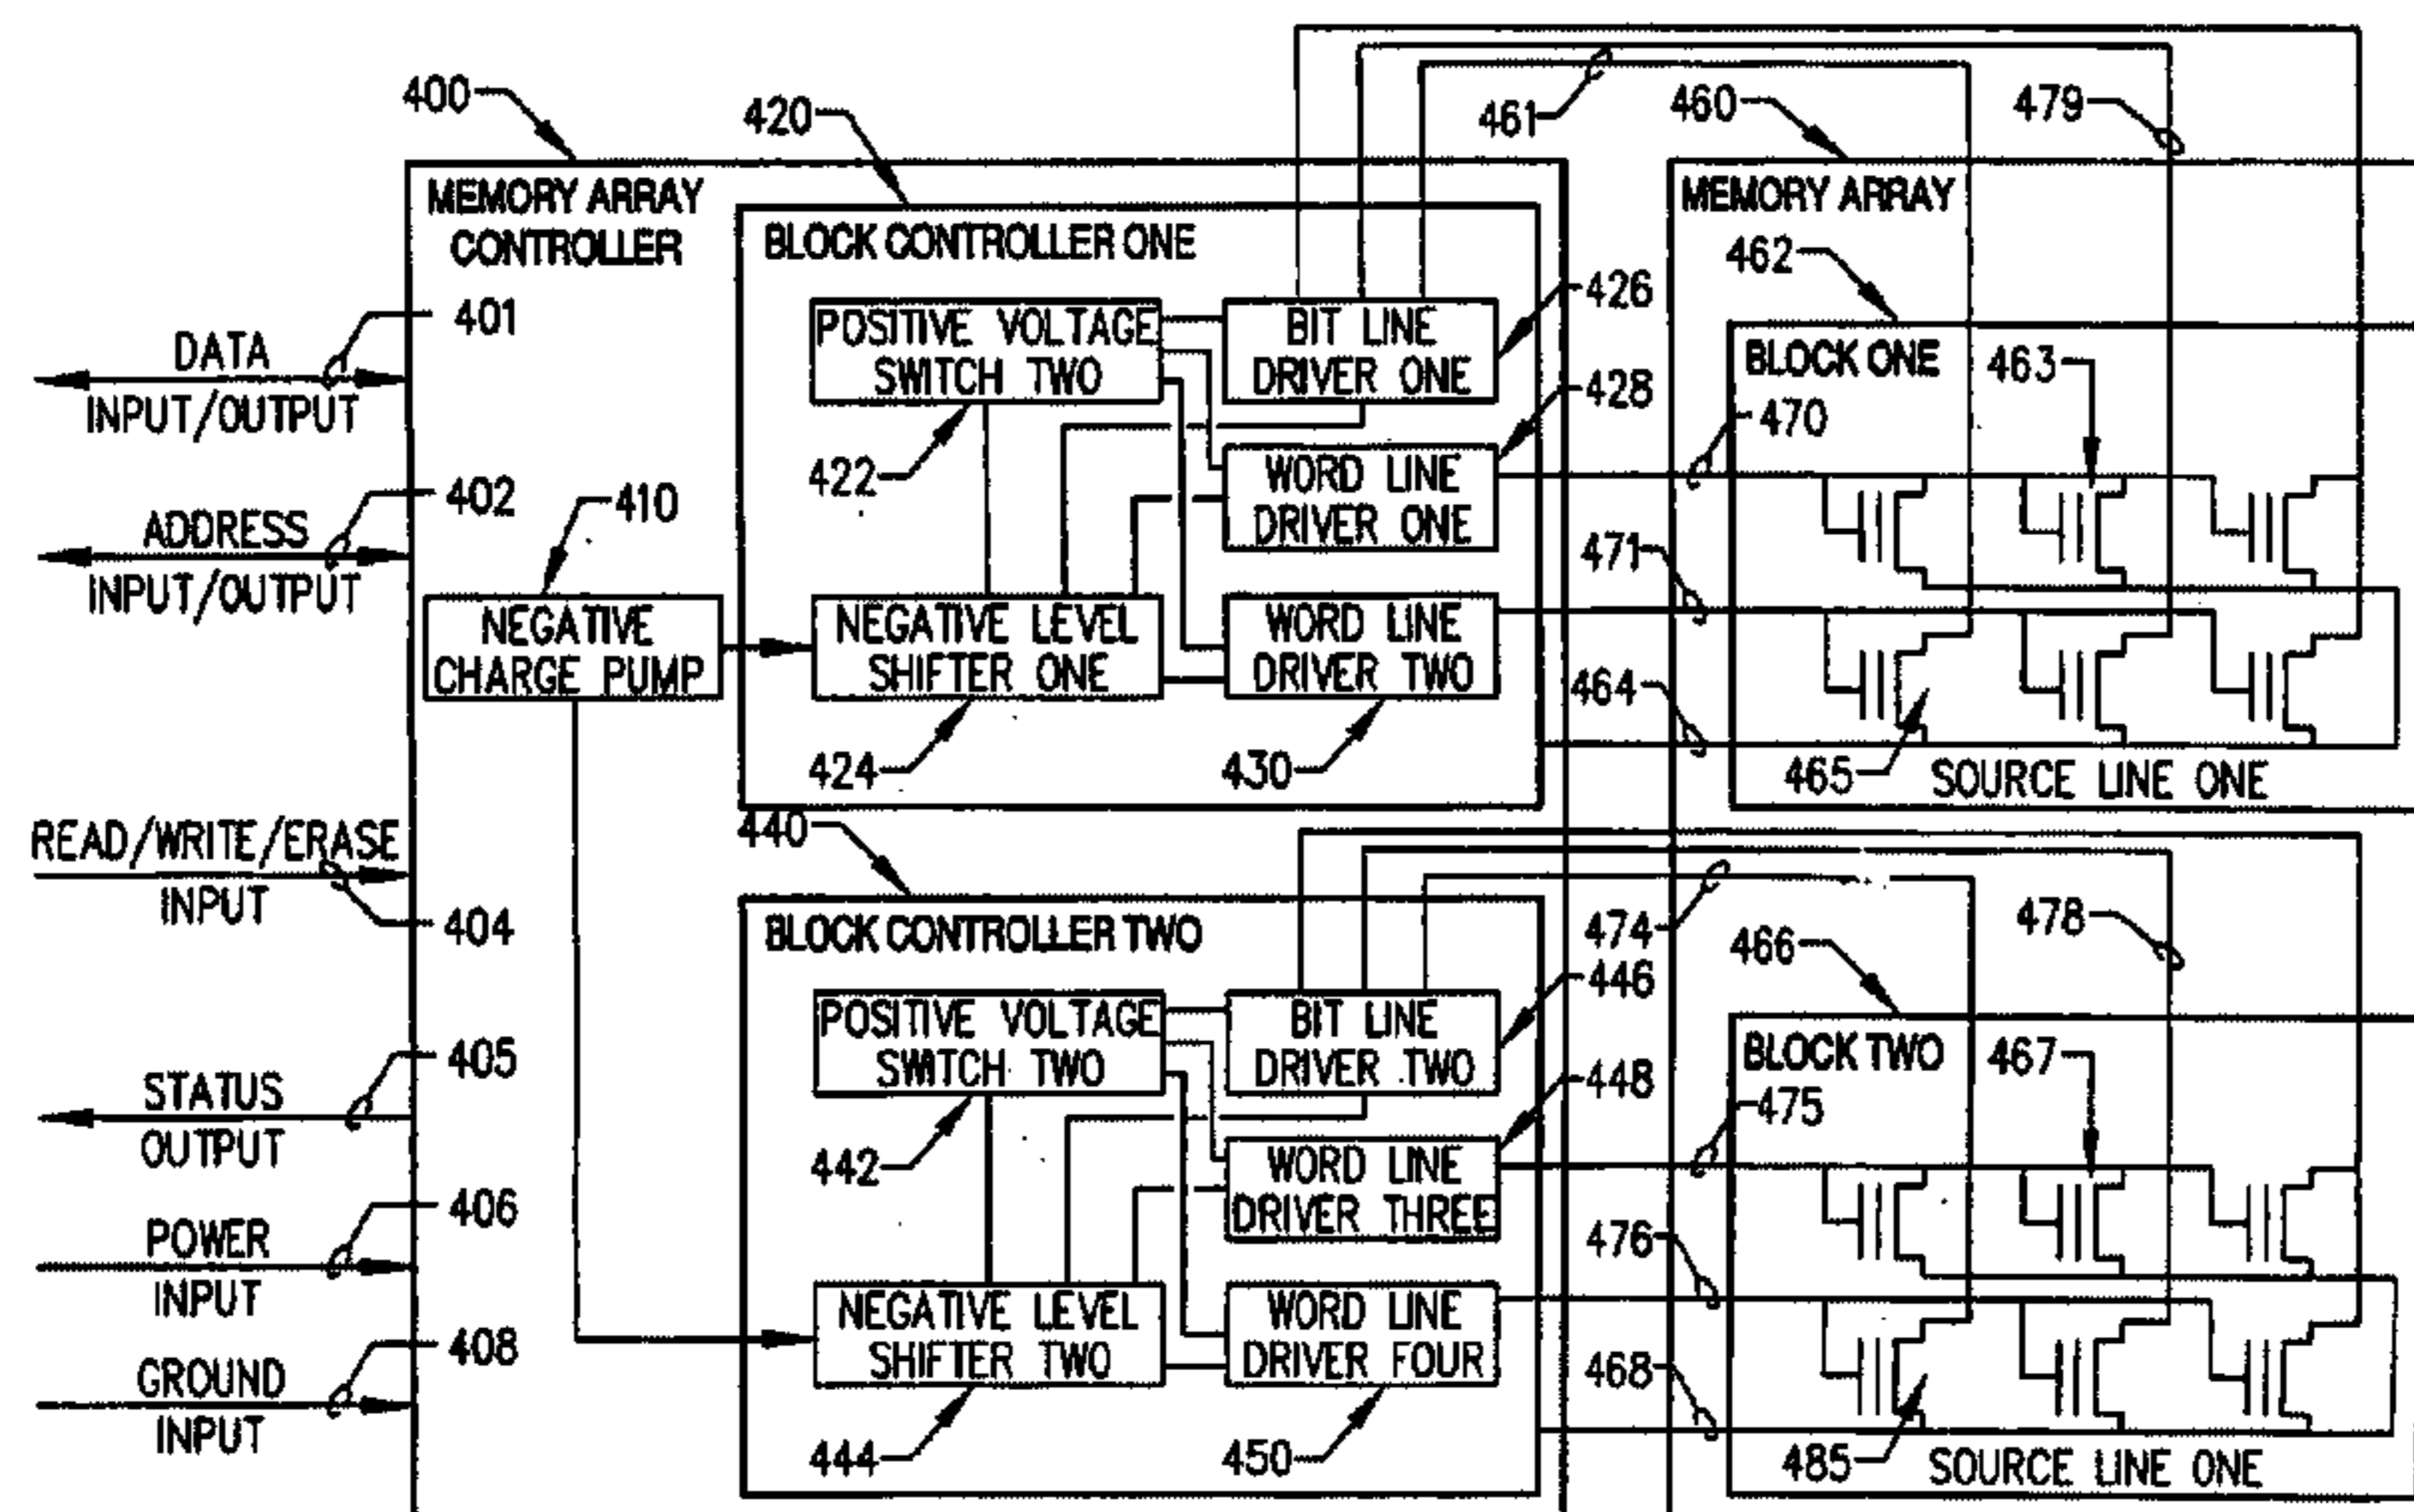 400
420
461
460
479
MEMORY ARRAY
CONTROLLER
401
DATA
INPUT/OUTPUT
402
ADDRESS
INPUT/OUTPUT
410
NEGATIVE
CHARGE PUMP
READ/WRITE/ERASE
INPUT
404
405
STATUS
OUTPUT
406
POWER
INPUT
408
GROUND
INPUT
BLOCK CONTROLLER ONE
POSITIVE VOLTAGE
SWITCH TWO
422
BIT LINE
DRIVER ONE
426
428
WORD LINE
DRIVER ONE
NEGATIVE LEVEL
SHIFTER ONE
424
WORD LINE
DRIVER TWO
430
440
BLOCK CONTROLLER TWO
POSITIVE VOLTAGE
SWITCH TWO
442
BIT LINE
DRIVER TWO
446
448
WORD LINE
DRIVER THREE
NEGATIVE LEVEL
SHIFTER TWO
444
WORD LINE
DRIVER FOUR
450
MEMORY ARRAY
462
BLOCK ONE
463
470
471
464
465
SOURCE LINE ONE
474
478
466
BLOCK TWO
467
475
476
468
485
SOURCE LINE ONE